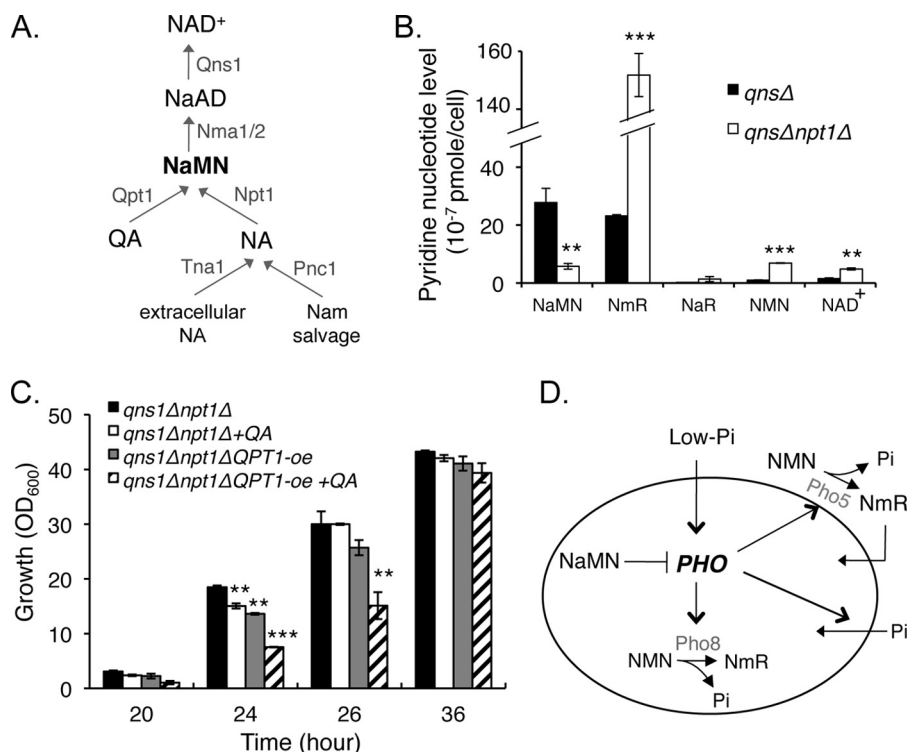 A.
NAD+
Qns1
NaAD
Nma1/2
NaMN
Qpt1
Npt1
QA
NA
Tna1
Pnc1
extracellular
NA
Nam
salvage
B.
Pyridine nucleotide level
(10-7 pmole/cell)
160
140
40
20
0
***
**
***
**
qnsΔ
qnsΔnpt1Δ
NaMN
NmR
NaR
NMN
NAD+
C.
Growth (OD600)
50
40
30
20
10
0
qns1Δnpt1Δ
qns1Δnpt1Δ+QA
qns1Δnpt1ΔQPT1-oe
qns1Δnpt1ΔQPT1-oe +QA
**
**
***
**
20
24
26
36
Time (hour)
D.
Low-Pi
NMN
Pi
Pho5
NmR
NaMN
PHO
Pi
Pho8
NMN
NmR
Pi